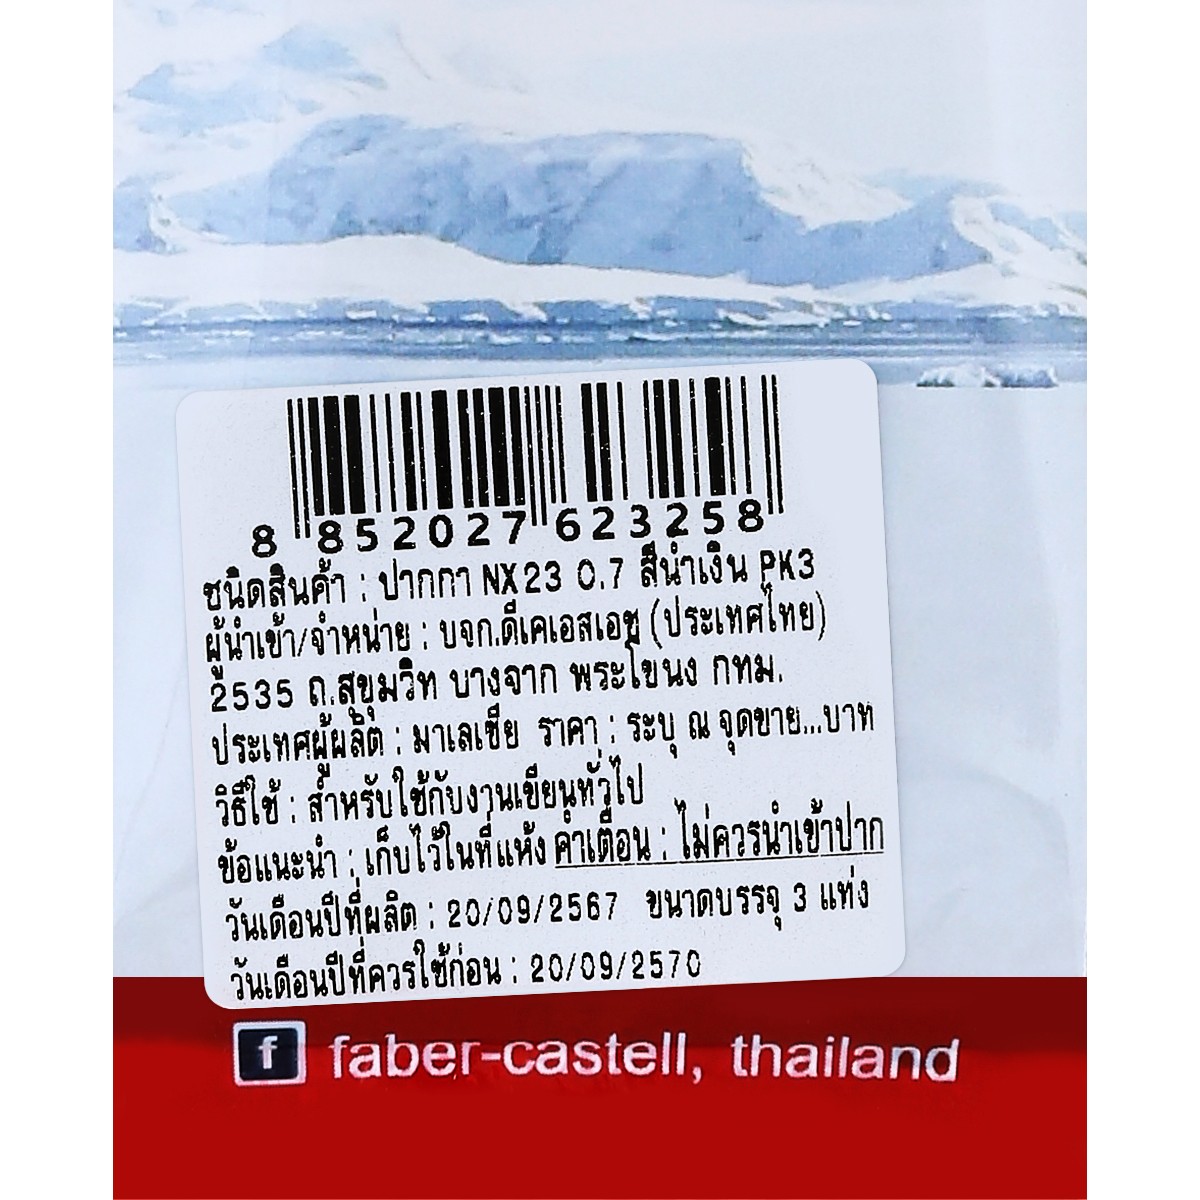 8 852027 623258
ชนิดสินค้า : ปากกา NX23 0.7 สีน้ำเงิน PK3
ผู้นำเข้า/จำหน่าย : บจก.ดีเคเอสเอช (ประเทศไทย)
2535 ถ.สุขุมวิท บางจาก พระโขนง กทม.
ประเทศผู้ผลิต : มาเลเซีย ราคา : ระบุ ณ จุดขาย...บาท
วิธีใช้ : สำหรับใช้กับงานเขียนทั่วไป
ข้อแนะนำ : เก็บไว้ในที่แห้ง คำเตือน : ไม่ควรนำเข้าปาก
วันเดือนปีที่ผลิต : 20/09/2567 ขนาดบรรจุ 3 แท่ง
วันเดือนปีที่ควรใช้ก่อน : 20/09/2570
f faber-castell, thailand